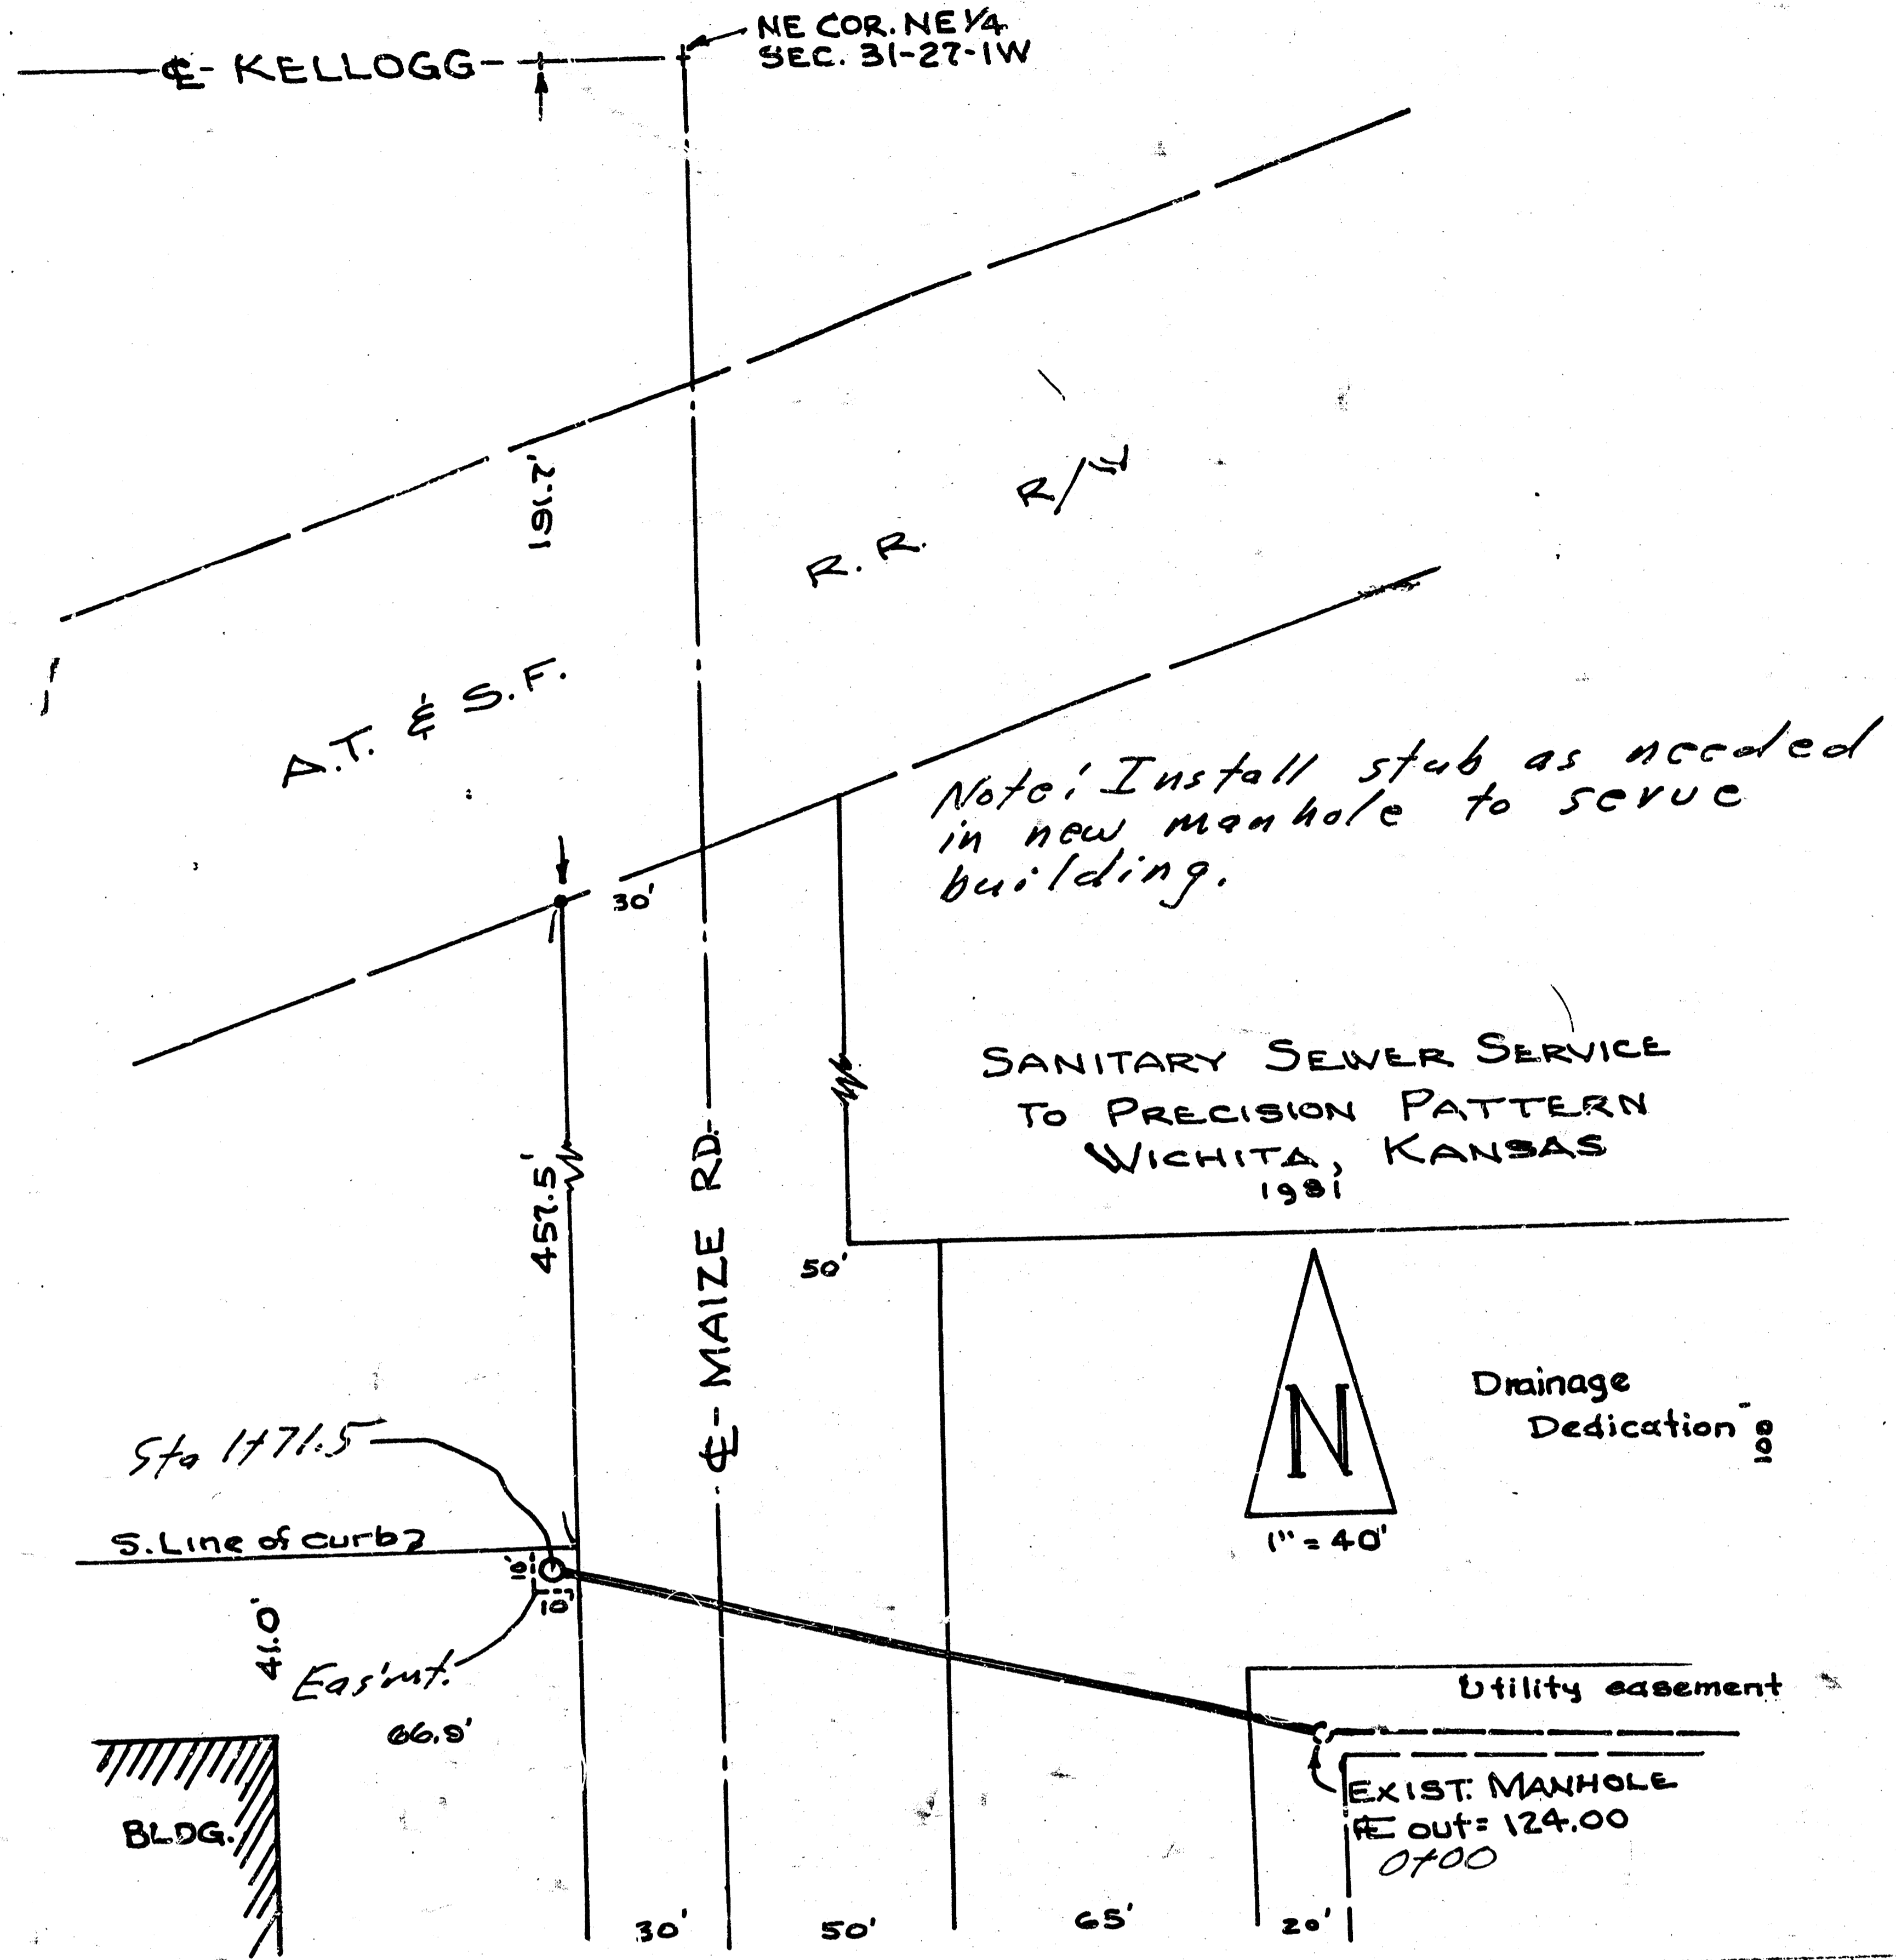 NE COR. NE 1/4
SEC. 31-27-1W
℄ - KELLOGG -
191.7'
R.R. R/W
A.T. & S.F.
Note: Install stub as needed
in new manhole to serve
building.
30'
SANITARY SEWER SERVICE
TO PRECISION PATTERN
WICHITA, KANSAS
1981
457.5'
℄ - MAIZE RD.
50'
N
1" = 40'
Drainage
Dedication
Sta 1+71.5
S. Line of curb
10'
10'
41.0'
Eas'mt.
Utility easement
BLDG.
EXIST. MANHOLE
℄ out = 124.00
0+00
30'
50'
65'
20'